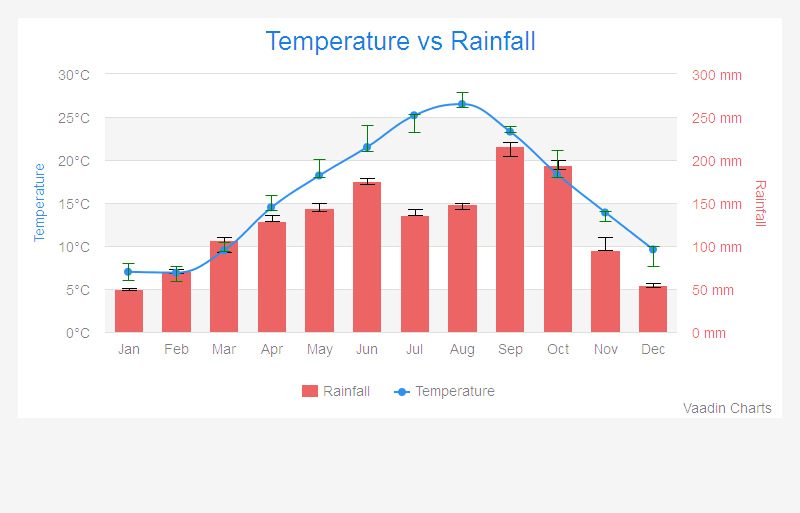 Temperature vs Rainfall
30°C
25°C
20°C
15°C
10°C
5°C
0°C
Temperature
300 mm
250 mm
200 mm
150 mm
100 mm
50 mm
0 mm
Rainfall
Jan Feb Mar Apr May Jun Jul Aug Sep Oct Nov Dec
Rainfall Temperature
Vaadin Charts